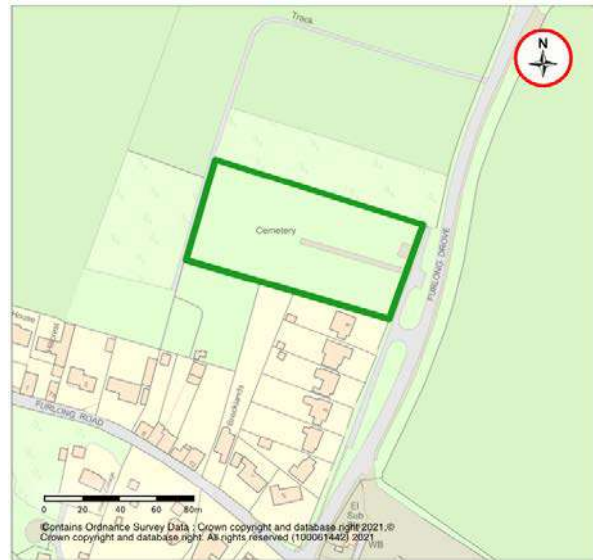 Track
N
Cemetery
FURLONG DROVE
House
FURLONG ROAD
Brecklands
0 20 40 60 80m
El
Sub
WB
©Contains Ordnance Survey Data : Crown copyright and database right 2021,©
Crown copyright and database right. All rights reserved (100061442) 2021